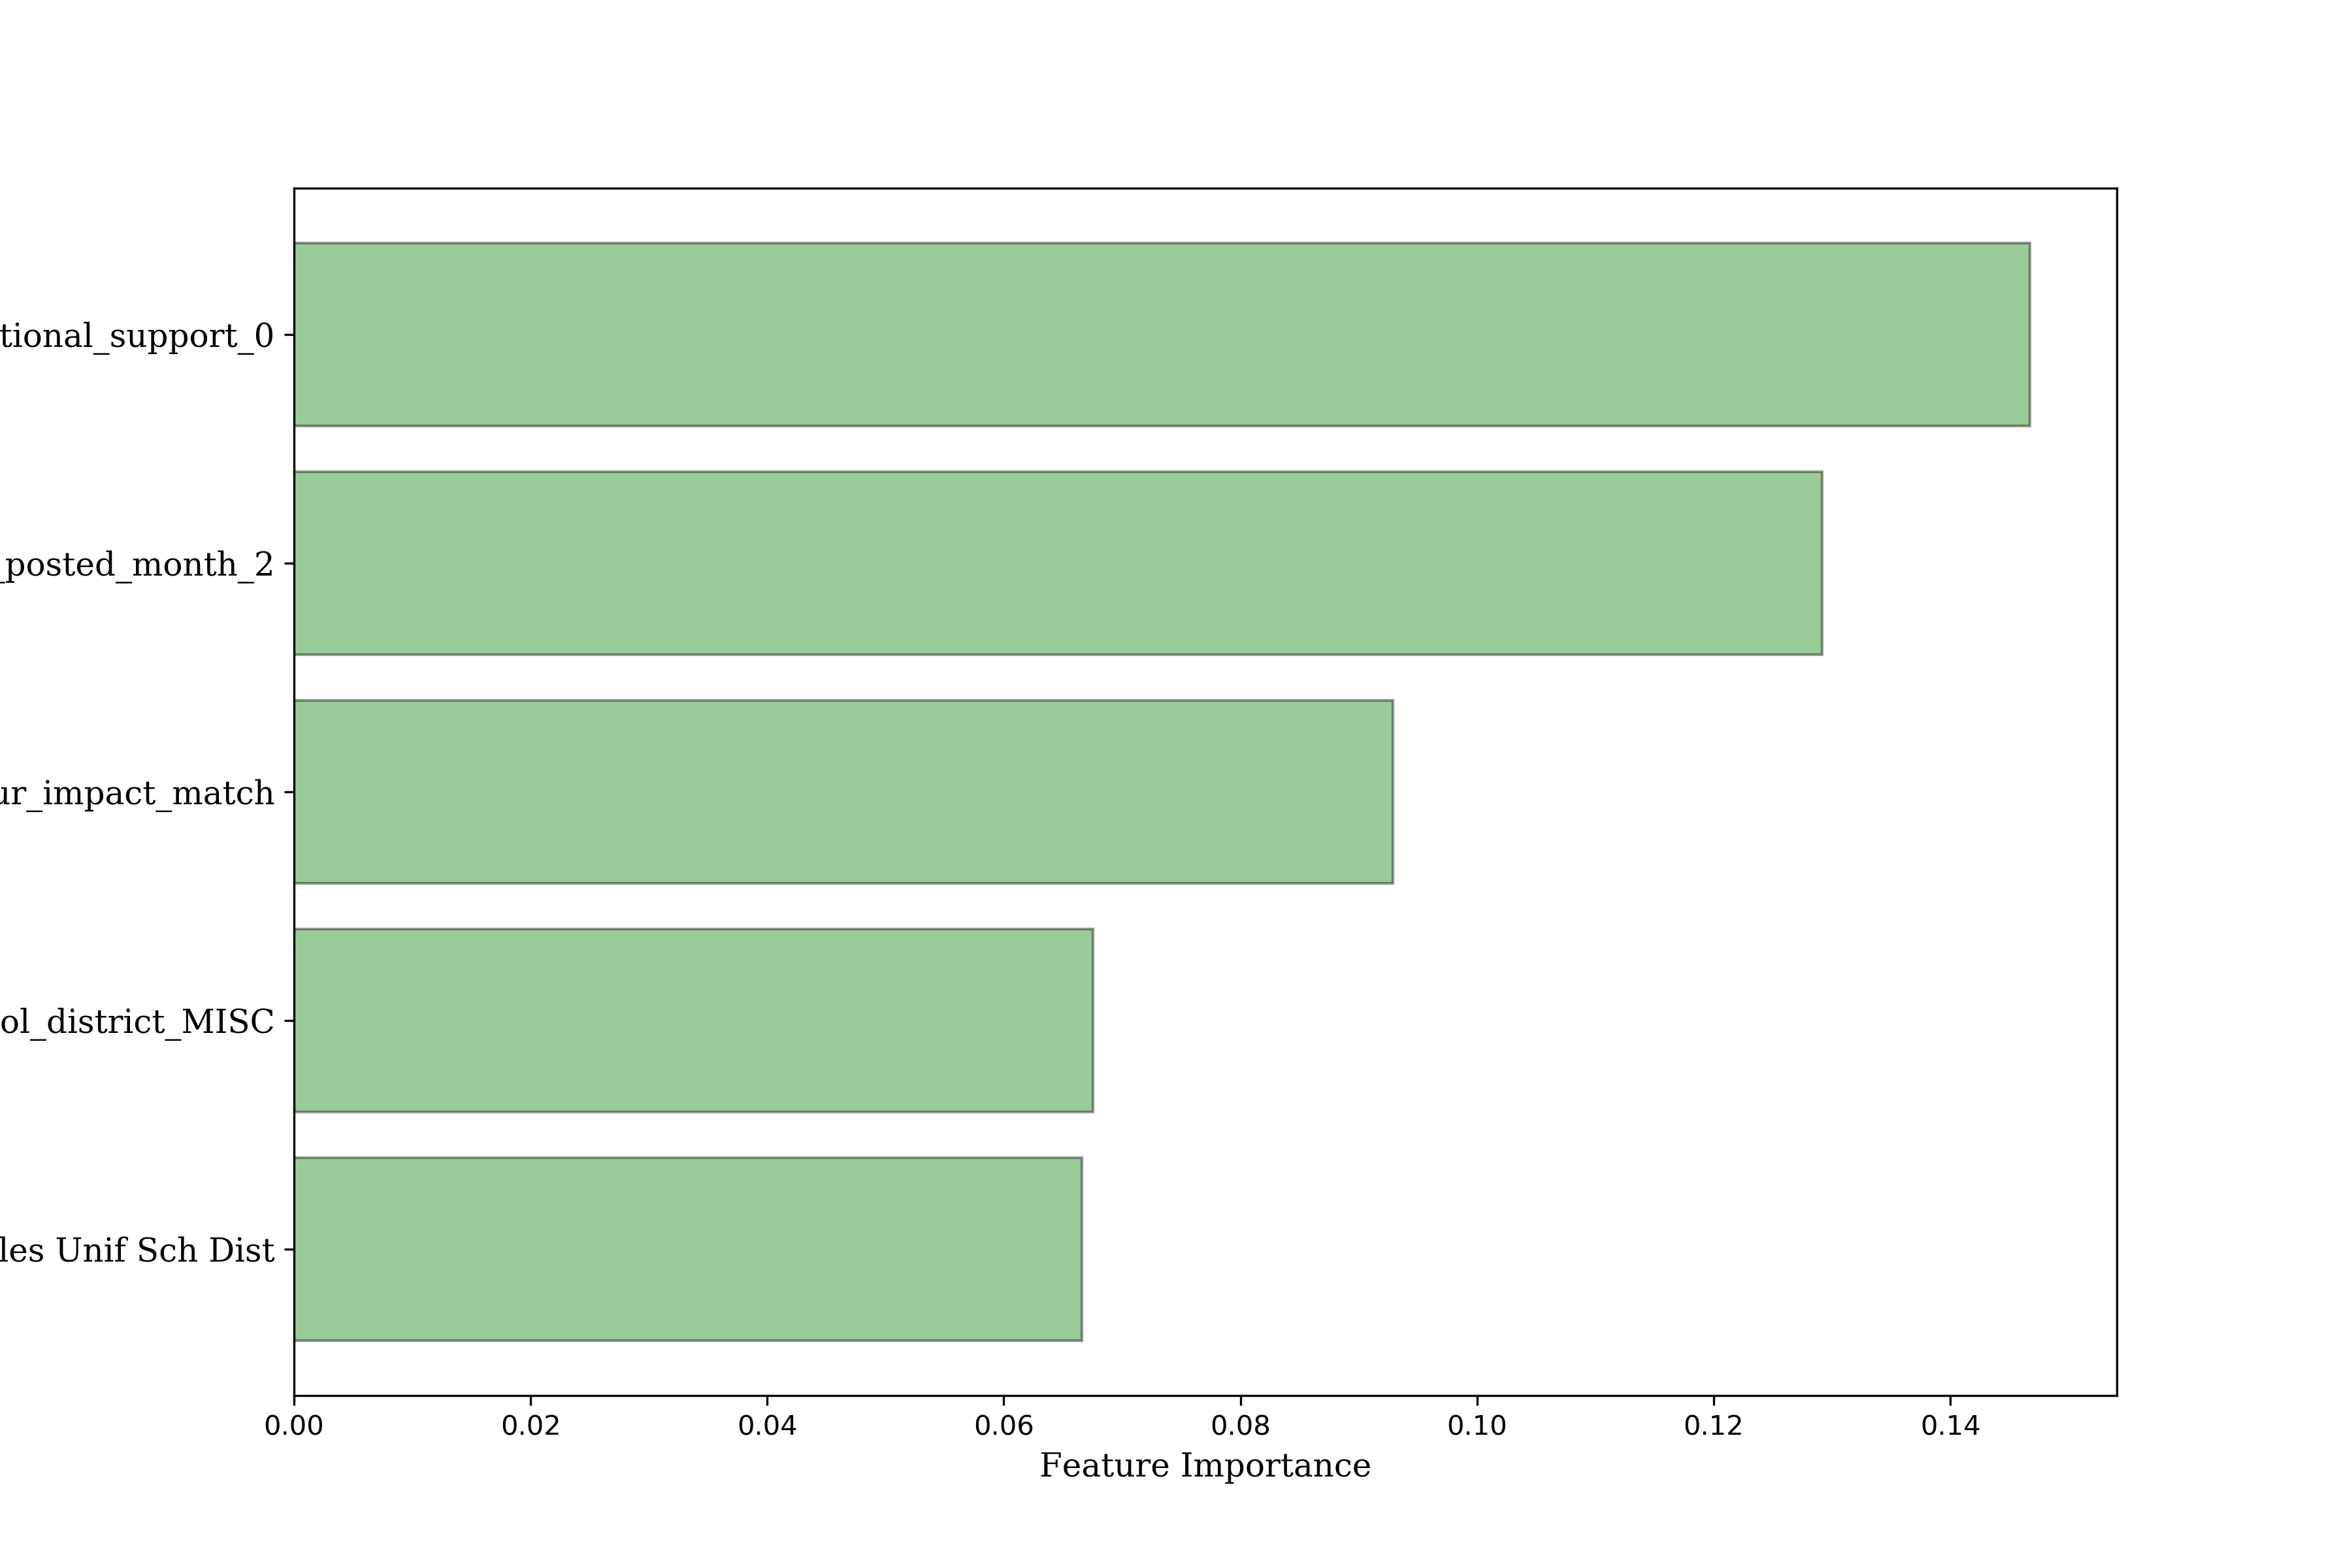 tional_support_0
_posted_month_2
ur_impact_match
ol_district_MISC
les Unif Sch Dist
0.00 0.02 0.04 0.06 0.08 0.10 0.12 0.14
Feature Importance